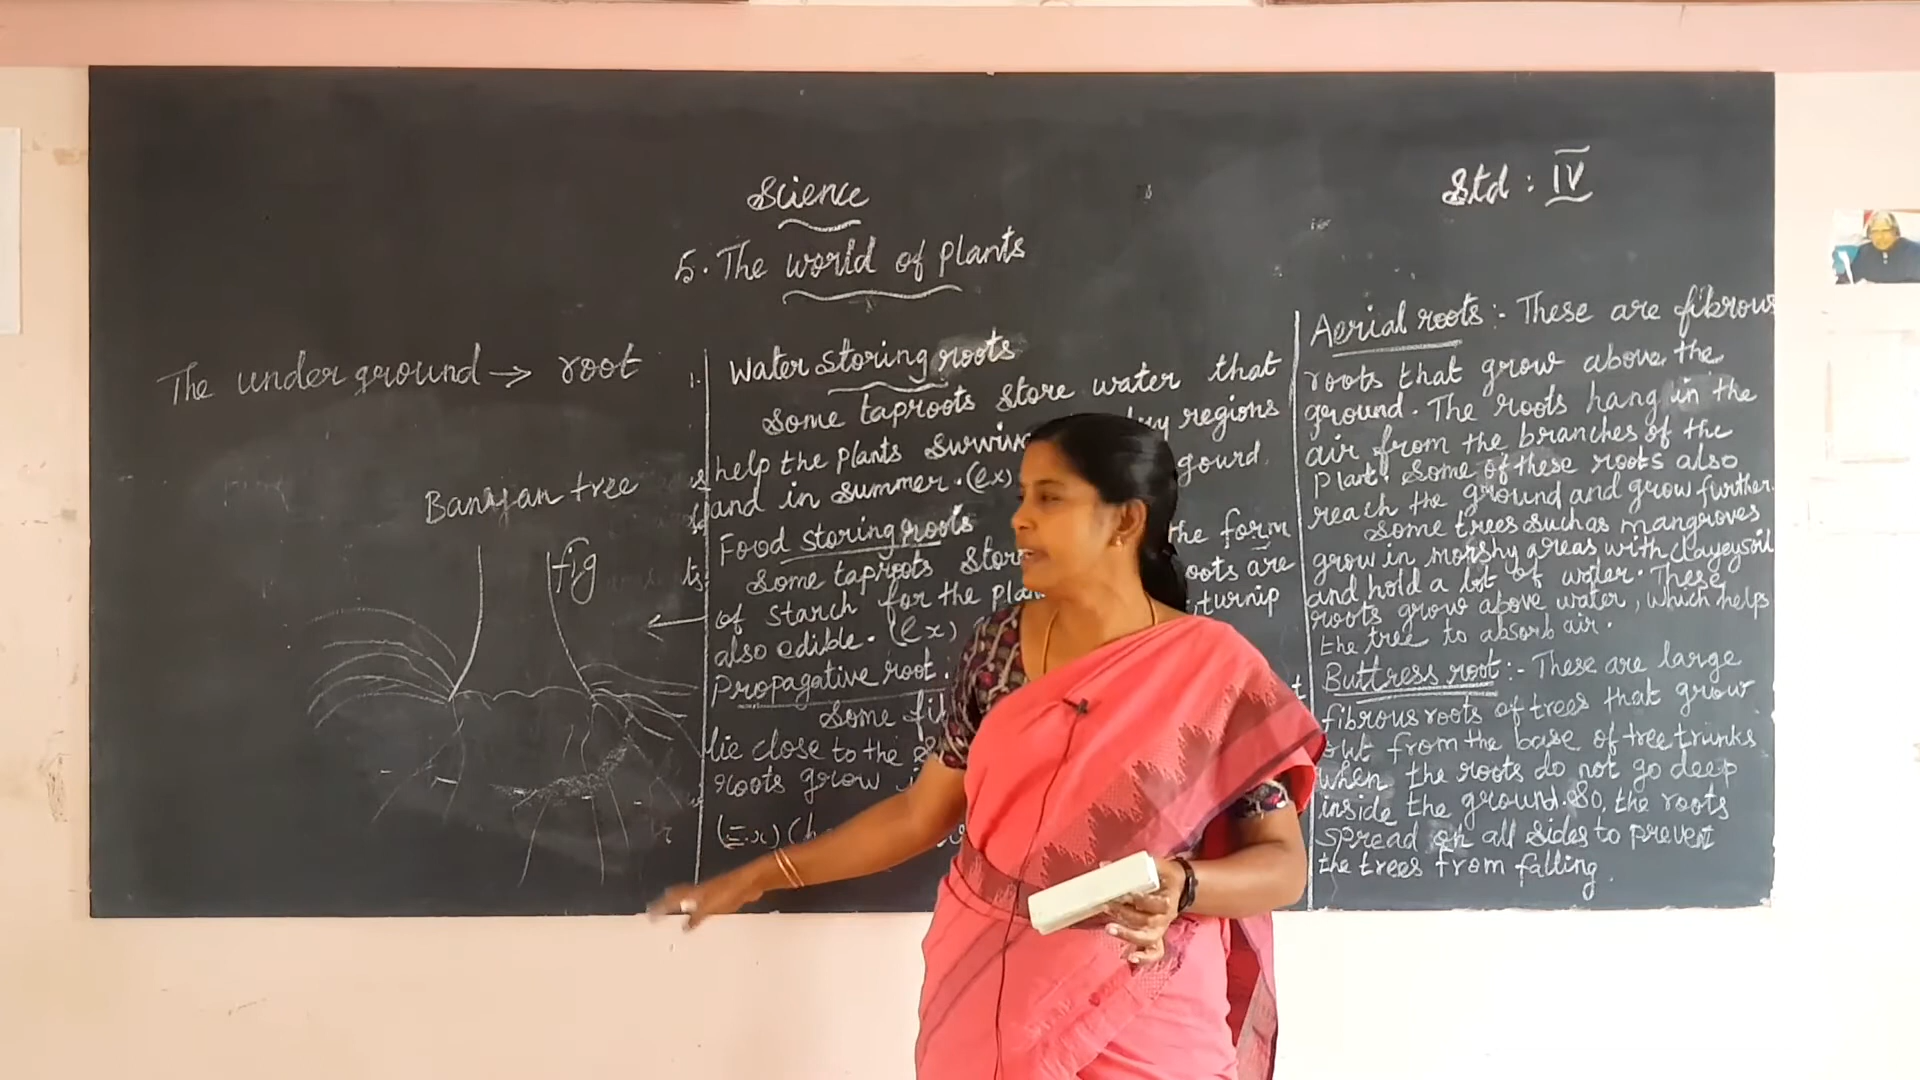 Science
Std : IV
5. The world of plants
The underground → root
Banyan tree
Fig
Water storing roots
Some taproots store water that
help the plants surviv regions
and in summer. (ex) gourd.
Food storing roots
Some taproots stor the form
of starch for the plan oots are
also edible. (ex) turnip
Propagative root.
Some fi
lie close to the
roots grow
(Ex)
Aerial roots :- These are fibrous
roots that grow above the
ground. The roots hang in the
air from the branches of the
plant. Some of these roots also
reach the ground and grow further.
Some trees such as mangroves
grow in marshy areas with clayey soil
and hold a lot of water. These
roots grow above water, which helps
the tree to absorb air.
Buttress root :- These are large
fibrous roots of trees that grow
out from the base of tree trunks
when the roots do not go deep
inside the ground. So, the roots
spread on all sides to prevent
the trees from falling.